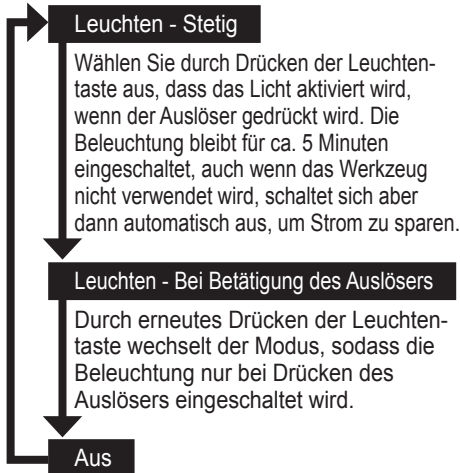 Leuchten - Stetig
Wählen Sie durch Drücken der Leuchten-
taste aus, dass das Licht aktiviert wird,
wenn der Auslöser gedrückt wird. Die
Beleuchtung bleibt für ca. 5 Minuten
eingeschaltet, auch wenn das Werkzeug
nicht verwendet wird, schaltet sich aber
dann automatisch aus, um Strom zu sparen.
Leuchten - Bei Betätigung des Auslösers
Durch erneutes Drücken der Leuchten-
taste wechselt der Modus, sodass die
Beleuchtung nur bei Drücken des
Auslösers eingeschaltet wird.
Aus